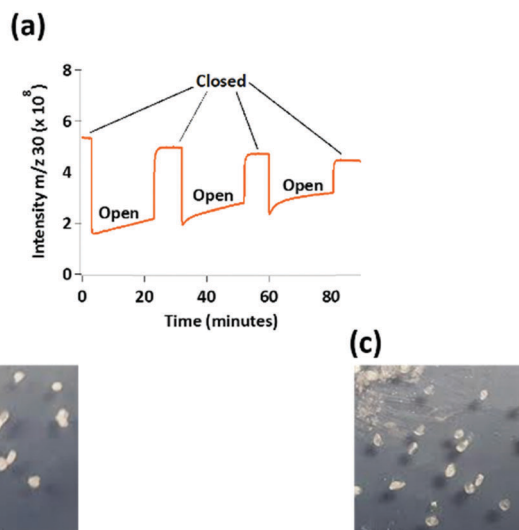 (a)
8
6
4
2
0
Intensity m/z 30 (x 10⁸)
Closed
Open
Open
Open
0 20 40 60 80
Time (minutes)
(c)